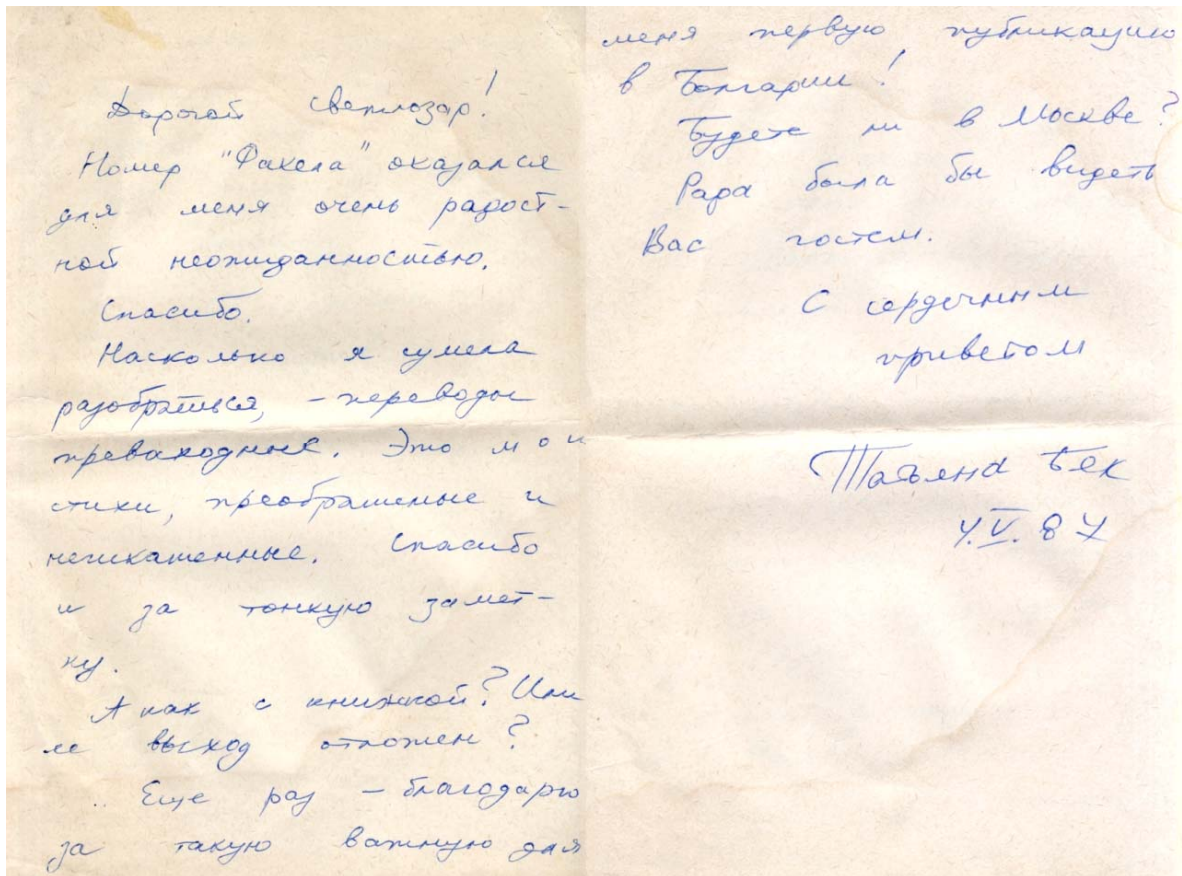 Дорогой Светлозар!
Номер "Факела" оказался
для меня очень радост-
ной неожиданностью.
Спасибо.
Насколько я сумела
разобраться, - переводы
превосходные. Это мои
стихи, преображенные и
неискаженные. Спасибо
и за тонкую замет-
ку.
А как с книжкой? Или
ее выход отложен?
Еще раз - благодарю
за такую важную для
меня первую публикацию
в Болгарии!
Будете ли в Москве?
Рада была бы видеть
Вас гостем.
С сердечным
приветом
Татьяна Бек
4.V.87